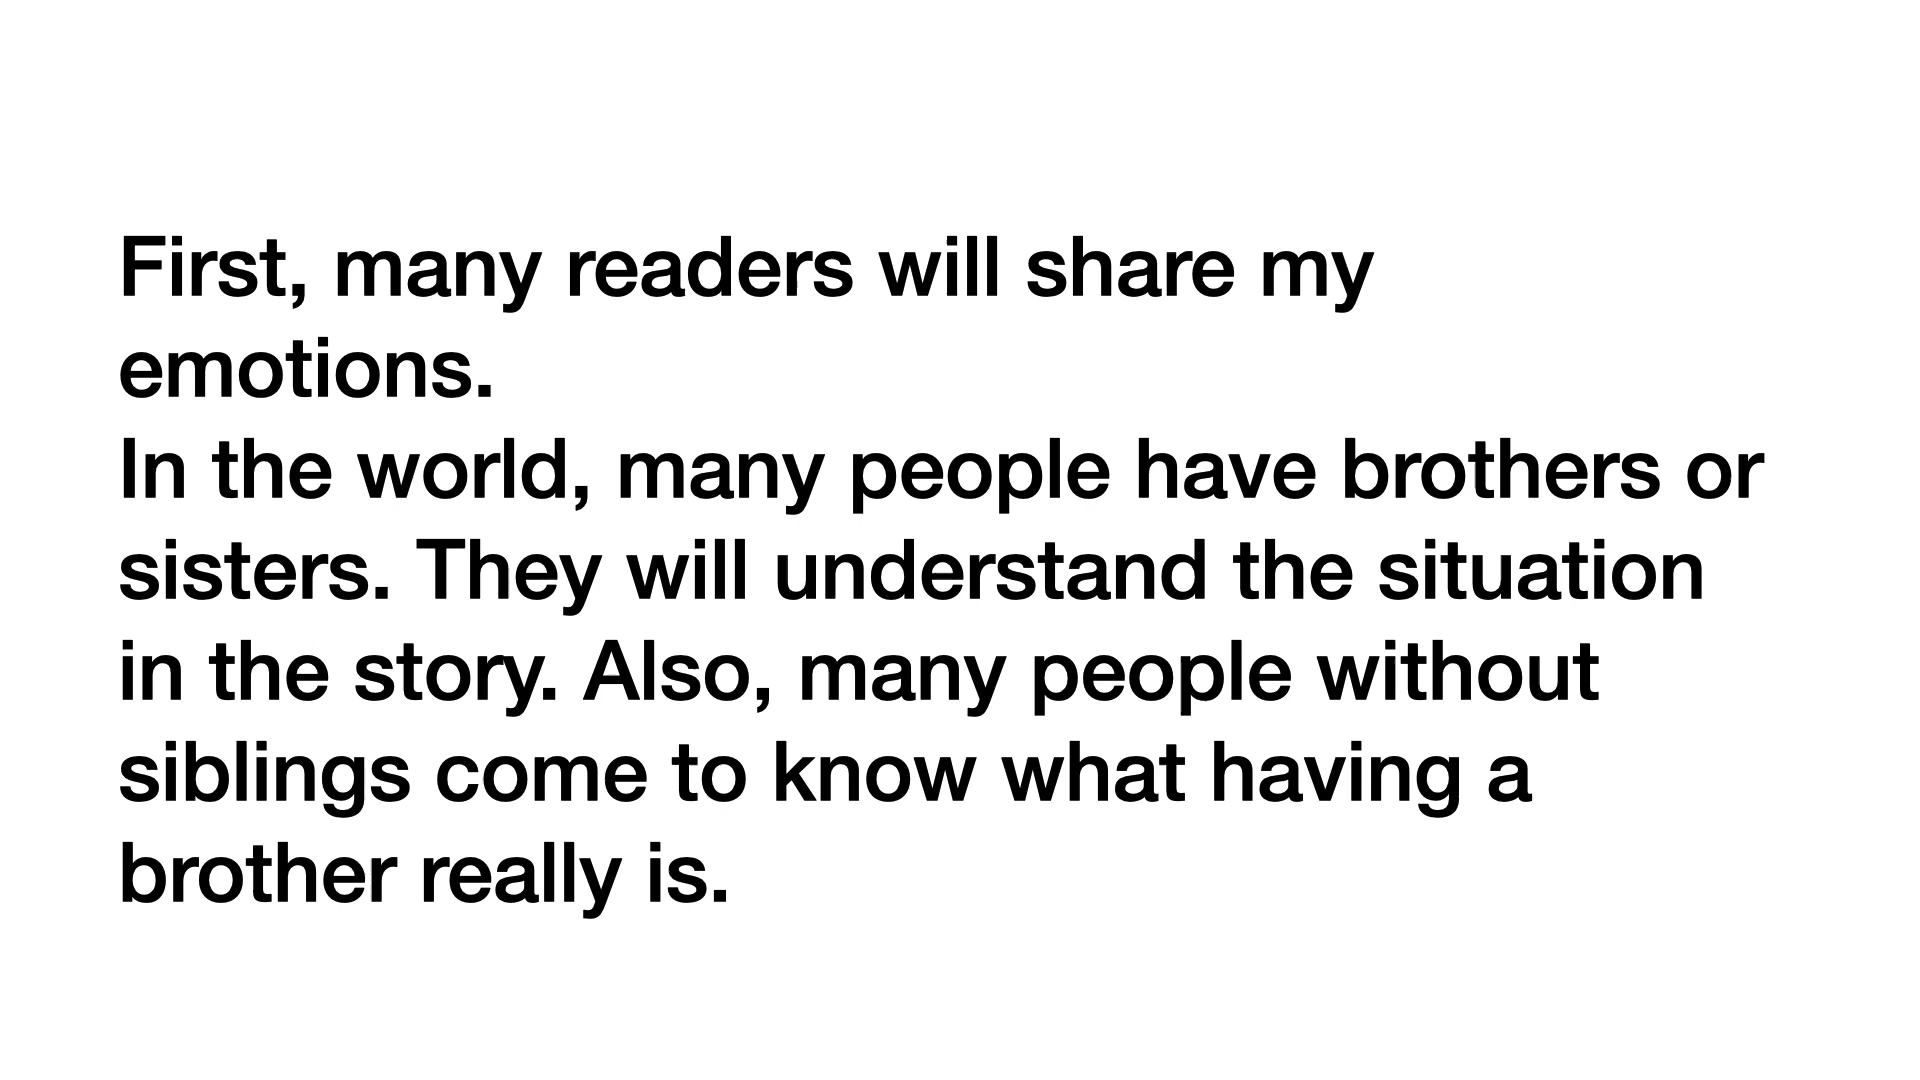 First, many readers will share my
emotions.
In the world, many people have brothers or
sisters. They will understand the situation
in the story. Also, many people without
siblings come to know what having a
brother really is.